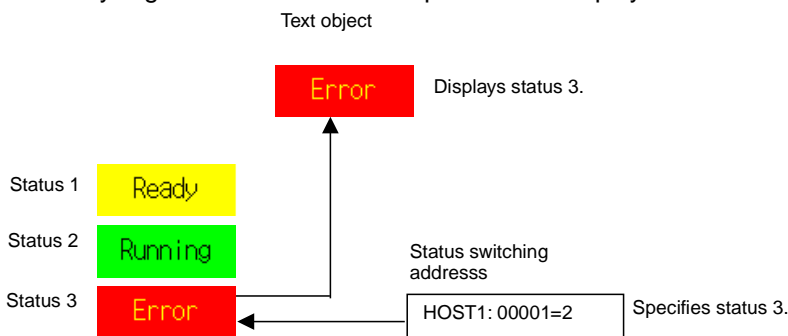 Text object
Error
Displays status 3.
Status 1
Ready
Status 2
Running
Status switching
addresss
Status 3
Error
HOST1: 00001=2
Specifies status 3.